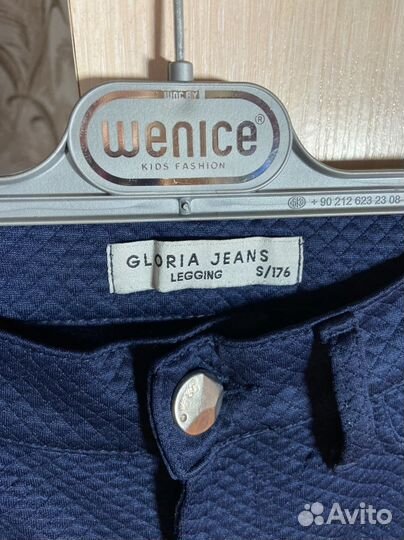 wenice®
KIDS FASHION
+ 90 212 623 23 08
GLORIA JEANS
LEGGING S/176
Avito